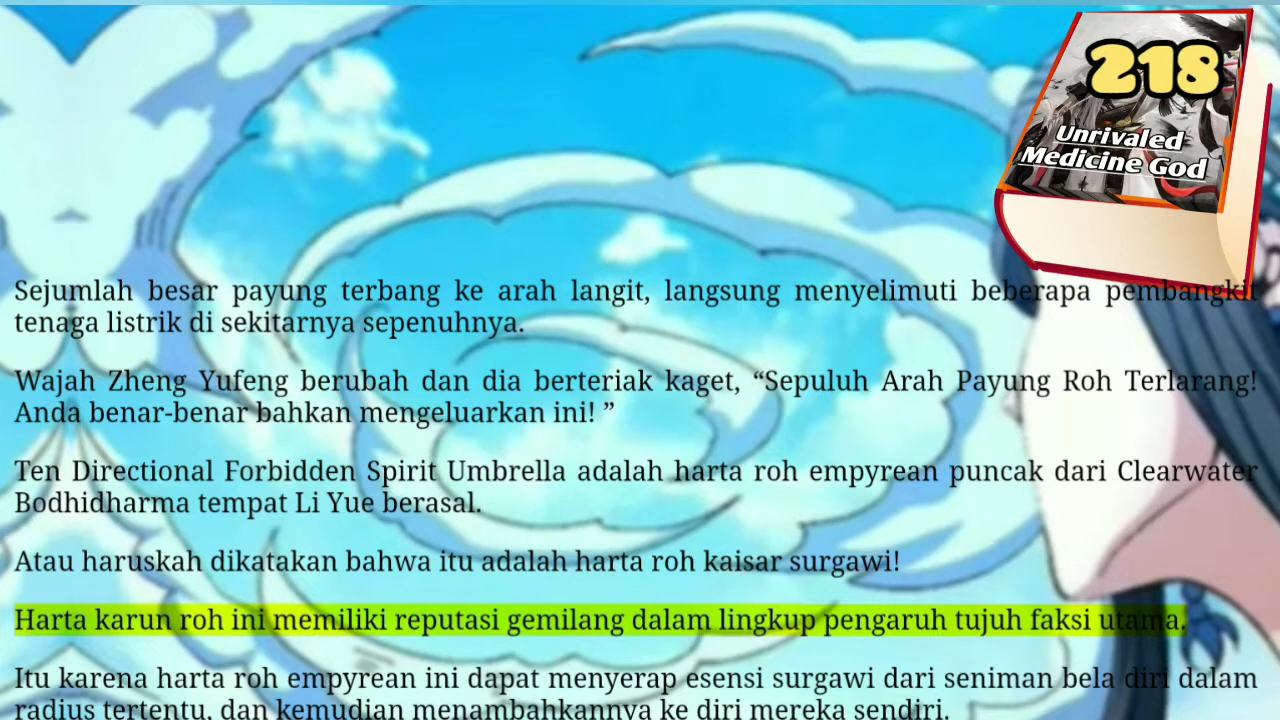 218
Unrivaled
Medicine God
Sejumlah besar payung terbang ke arah langit, langsung menyelimuti beberapa pembangkit
tenaga listrik di sekitarnya sepenuhnya.
Wajah Zheng Yufeng berubah dan dia berteriak kaget, “Sepuluh Arah Payung Roh Terlarang!
Anda benar-benar bahkan mengeluarkan ini! ”
Ten Directional Forbidden Spirit Umbrella adalah harta roh empyrean puncak dari Clearwater
Bodhidharma tempat Li Yue berasal.
Atau haruskah dikatakan bahwa itu adalah harta roh kaisar surgawi!
Harta karun roh ini memiliki reputasi gemilang dalam lingkup pengaruh tujuh faksi utama.
Itu karena harta roh empyrean ini dapat menyerap esensi surgawi dari seniman bela diri dalam
radius tertentu, dan kemudian menambahkannya ke diri mereka sendiri.